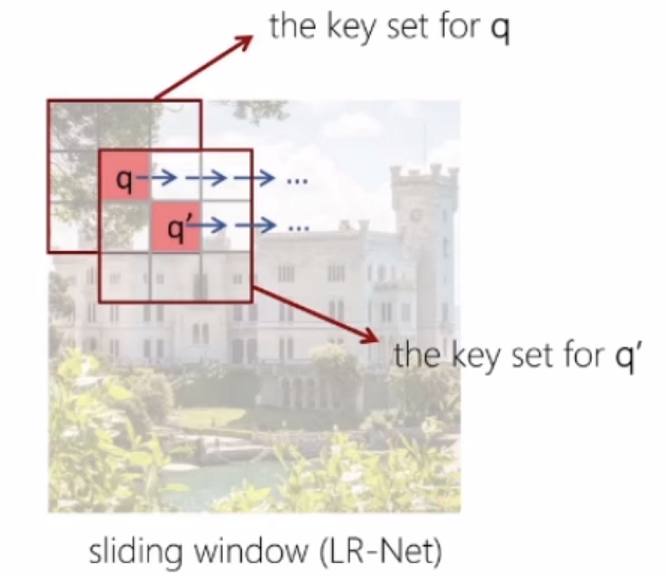 the key set for q
q ...
q′ ...
the key set for q′
sliding window (LR-Net)